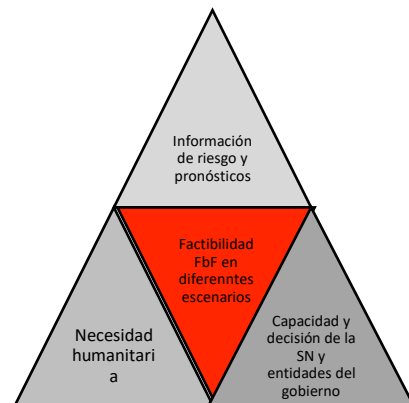 Información
de riesgo y
pronósticos
Factibilidad
FbF en
diferenntes
escenarios
Necesidad
humanitari
a
Capacidad y
decisión de la
SN y
entidades del
gobierno